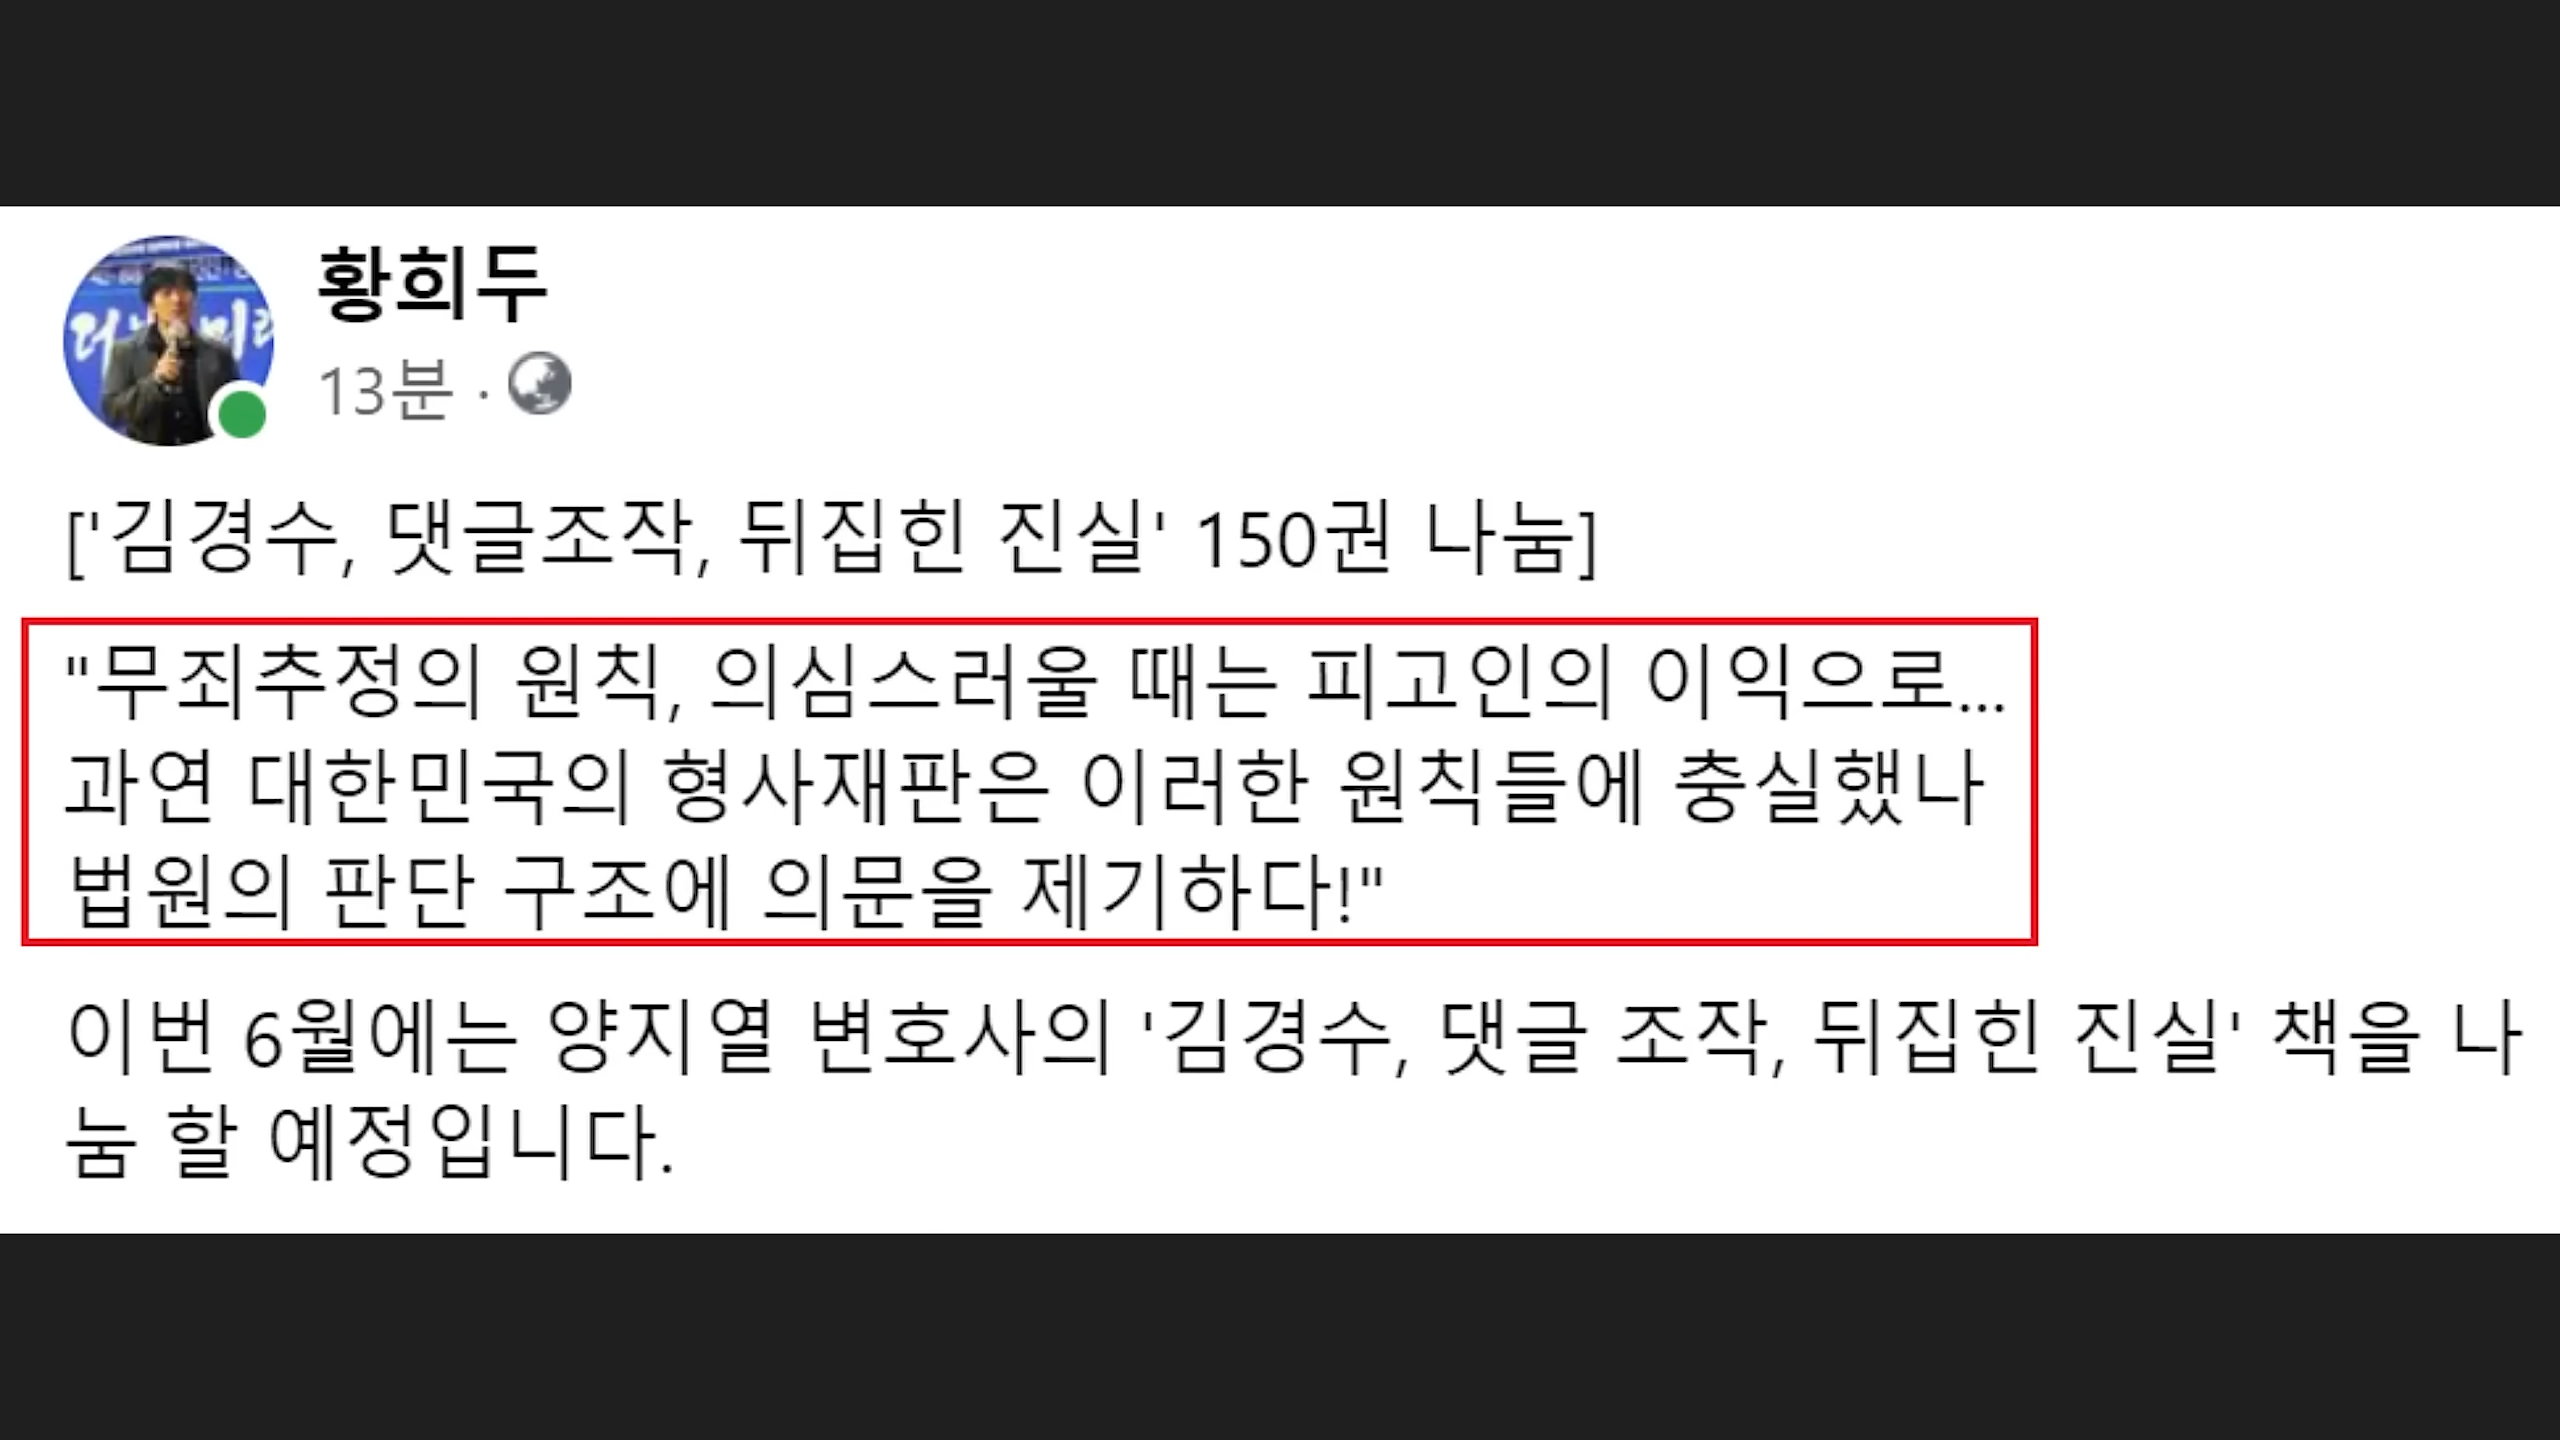 황희두
13분 ·
['김경수, 댓글조작, 뒤집힌 진실' 150권 나눔]
"무죄추정의 원칙, 의심스러울 때는 피고인의 이익으로...
과연 대한민국의 형사재판은 이러한 원칙들에 충실했나
법원의 판단 구조에 의문을 제기하다!"
이번 6월에는 양지열 변호사의 '김경수, 댓글 조작, 뒤집힌 진실' 책을 나
눔 할 예정입니다.